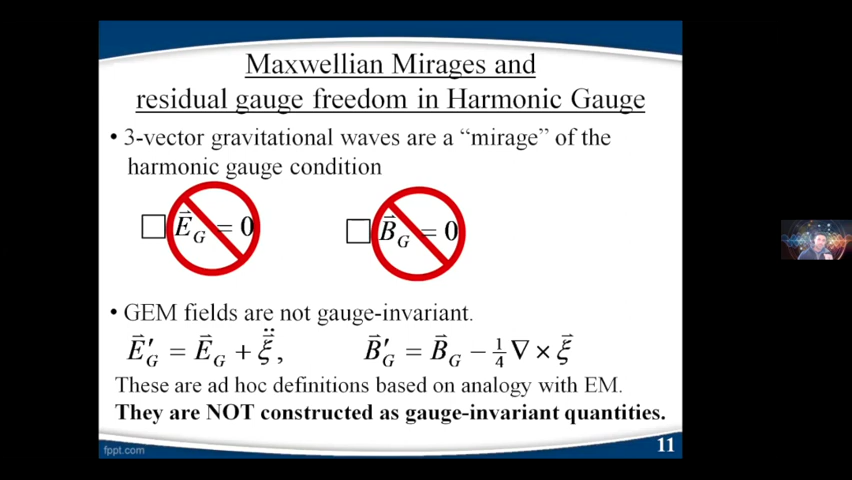 Maxwellian Mirages and
residual gauge freedom in Harmonic Gauge
• 3-vector gravitational waves are a “mirage” of the
harmonic gauge condition
□ E⃗_G = 0 □ B⃗_G = 0
• GEM fields are not gauge-invariant.
E⃗′_G = E⃗_G + ξ⃗̈, B⃗′_G = B⃗_G − ¼ ∇ × ξ⃗
These are ad hoc definitions based on analogy with EM.
They are NOT constructed as gauge-invariant quantities.
fppt.com 11